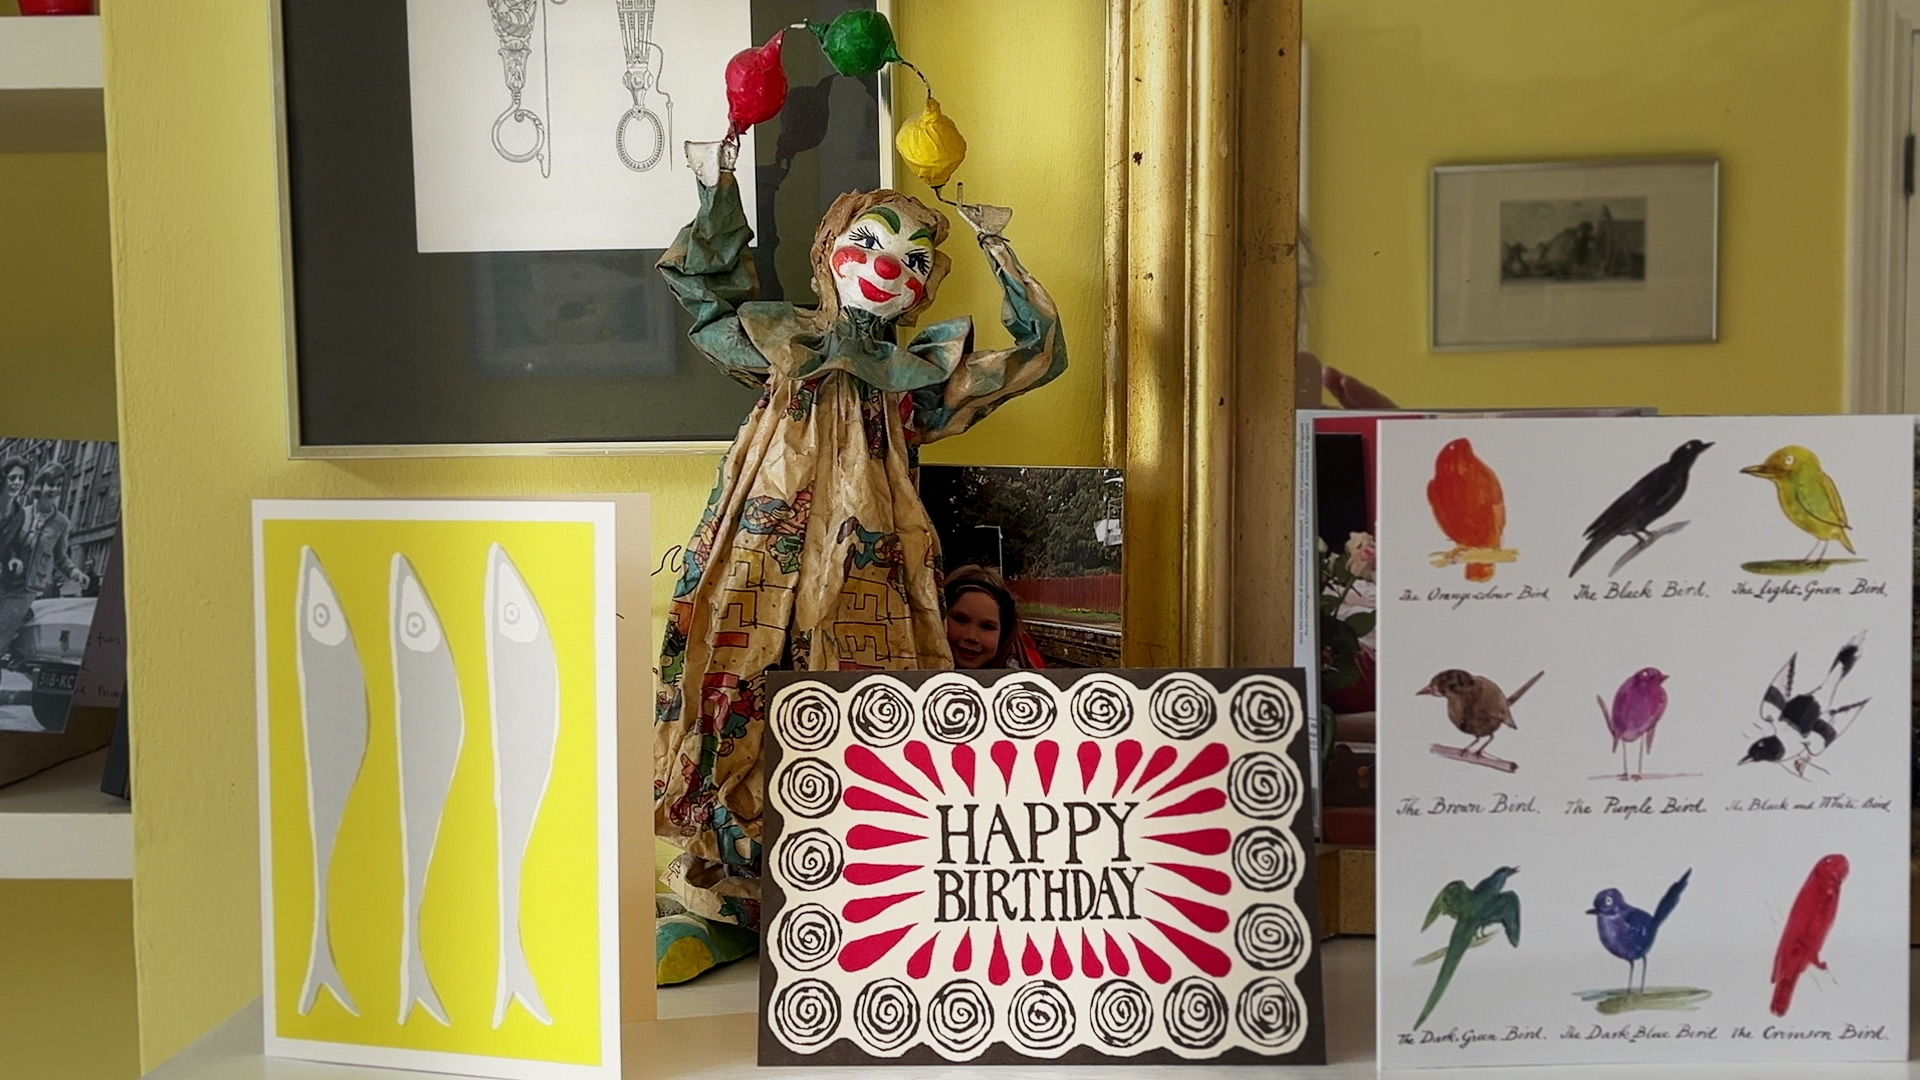 HAPPY
BIRTHDAY
The Orange-colour Bird.
The Black Bird.
The Light-Green Bird.
The Brown Bird.
The Purple Bird.
The Black and White Bird
The Dark-Green Bird.
The Dark-Blue Bird
The Crimson Bird.